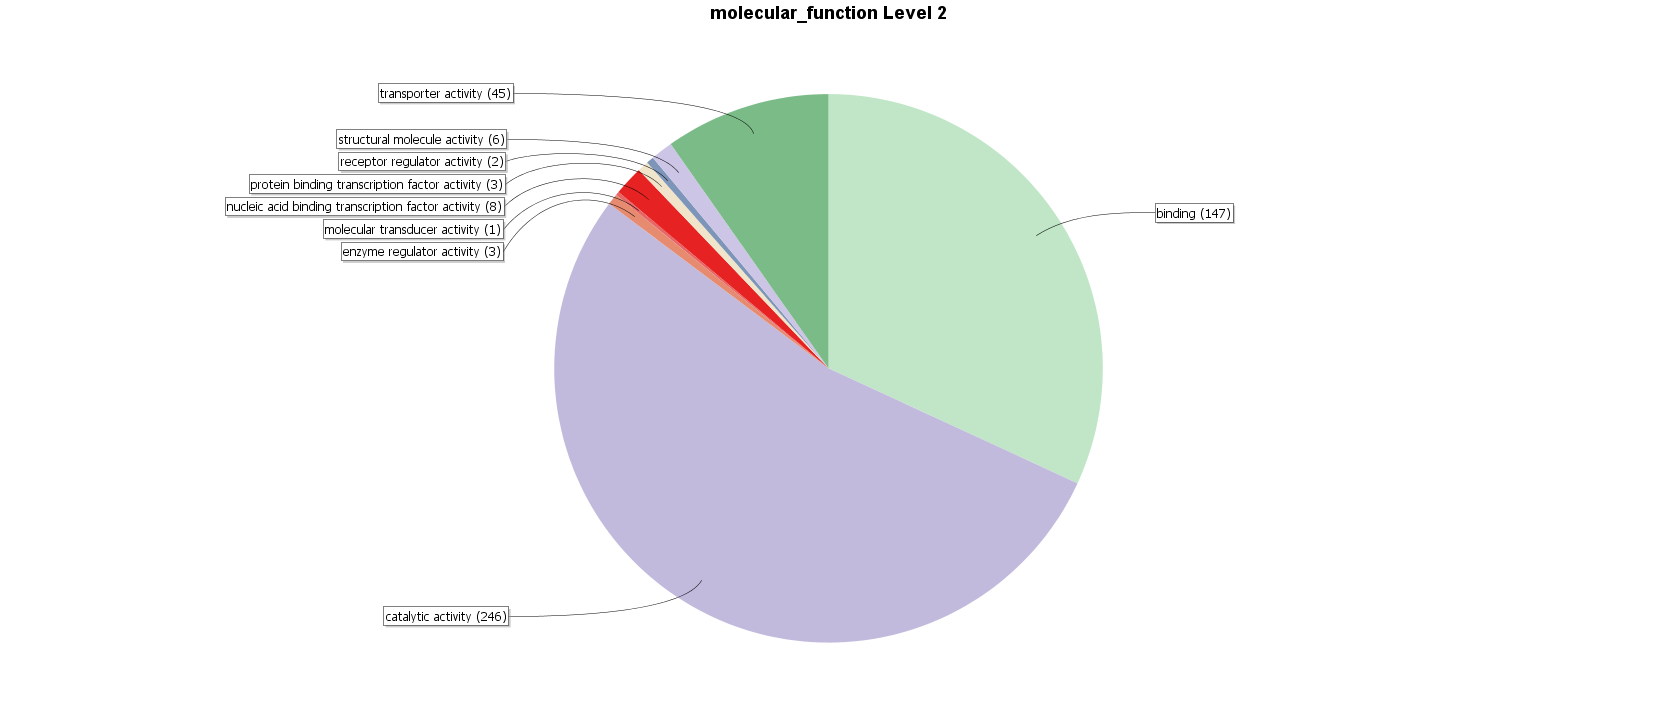 molecular_function Level 2
transporter activity (45)
structural molecule activity (6)
receptor regulator activity (2)
protein binding transcription factor activity (3)
nucleic acid binding transcription factor activity (8)
molecular transducer activity (1)
enzyme regulator activity (3)
binding (147)
catalytic activity (246)